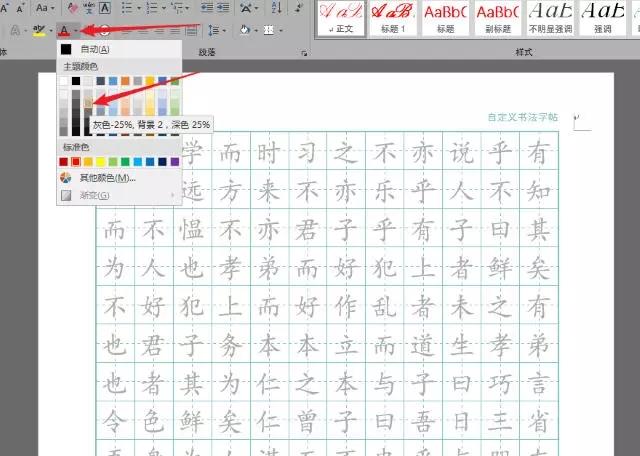 Aa
AaB AaB AaBbC AaBbC AaB AaB
正文 标题 1 标题 副标题 不明显强调 强调
体 段落 样式
自动(A)
主题颜色
灰色-25%, 背景 2, 深色 25%
标准色
其他颜色(M)...
渐变(G)
自定义书法字帖
学而时习之不亦说乎有
远方来不亦乐乎人不知
而不愠不亦君子乎有子曰其
为人也孝弟而好犯上者鲜矣
不好犯上而好作乱者未之有
也君子务本本立而道生孝弟
也者其为仁之本与子曰巧言
令色鲜矣仁曾子曰吾日三省